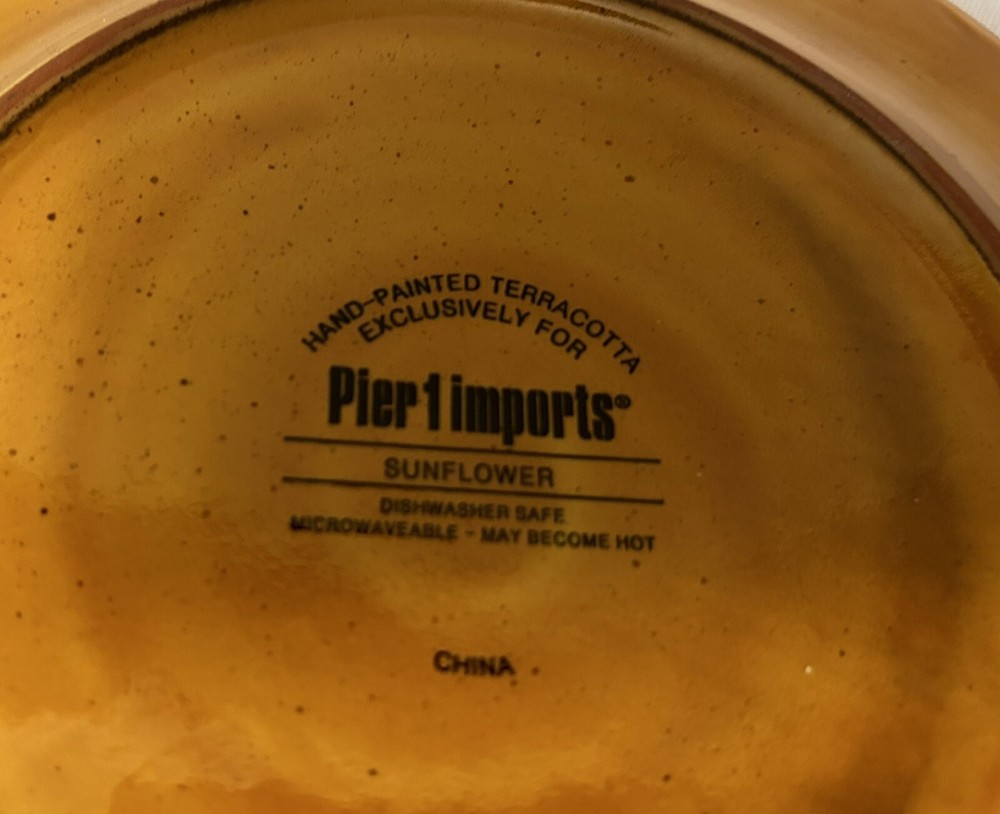 HAND-PAINTED TERRACOTTA
EXCLUSIVELY FOR
Pier 1 imports®
SUNFLOWER
DISHWASHER SAFE
MICROWAVEABLE - MAY BECOME HOT
CHINA